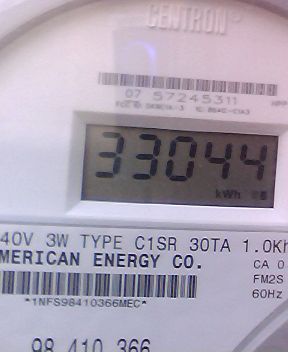 CENTRON®
07 57245311
33044
kWh
40V 3W TYPE C1SR 30TA 1.0Kh
MERICAN ENERGY CO.
CA 0
FM2S
60Hz
*1NFS98410366MEC*
98 410 366